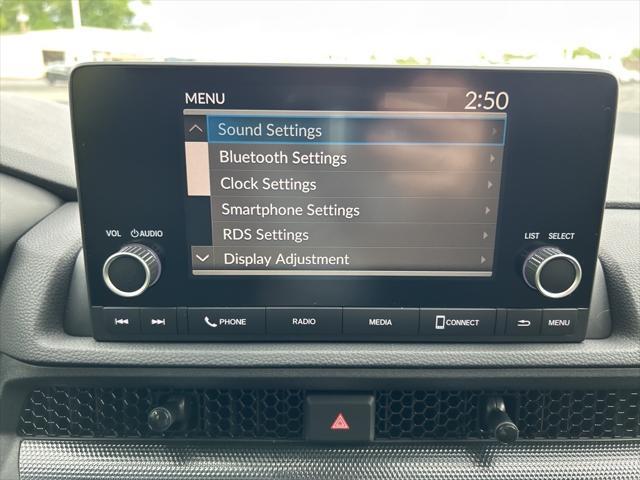 MENU 2:50
Sound Settings
Bluetooth Settings
Clock Settings
Smartphone Settings
RDS Settings
Display Adjustment
VOL AUDIO
LIST SELECT
PHONE RADIO MEDIA CONNECT MENU